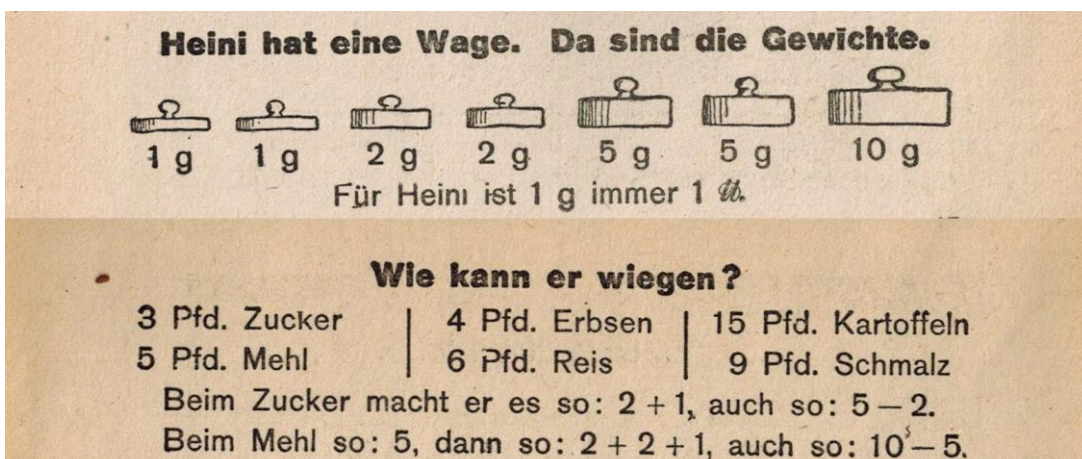 Heini hat eine Wage. Da sind die Gewichte.
1 g 1 g 2 g 2 g 5 g 5 g 10 g
Für Heini ist 1 g immer 1 ℔.
Wie kann er wiegen?
3 Pfd. Zucker | 4 Pfd. Erbsen | 15 Pfd. Kartoffeln
5 Pfd. Mehl | 6 Pfd. Reis | 9 Pfd. Schmalz
Beim Zucker macht er es so: 2 + 1, auch so: 5 — 2.
Beim Mehl so: 5, dann so: 2 + 2 + 1, auch so: 10 — 5.